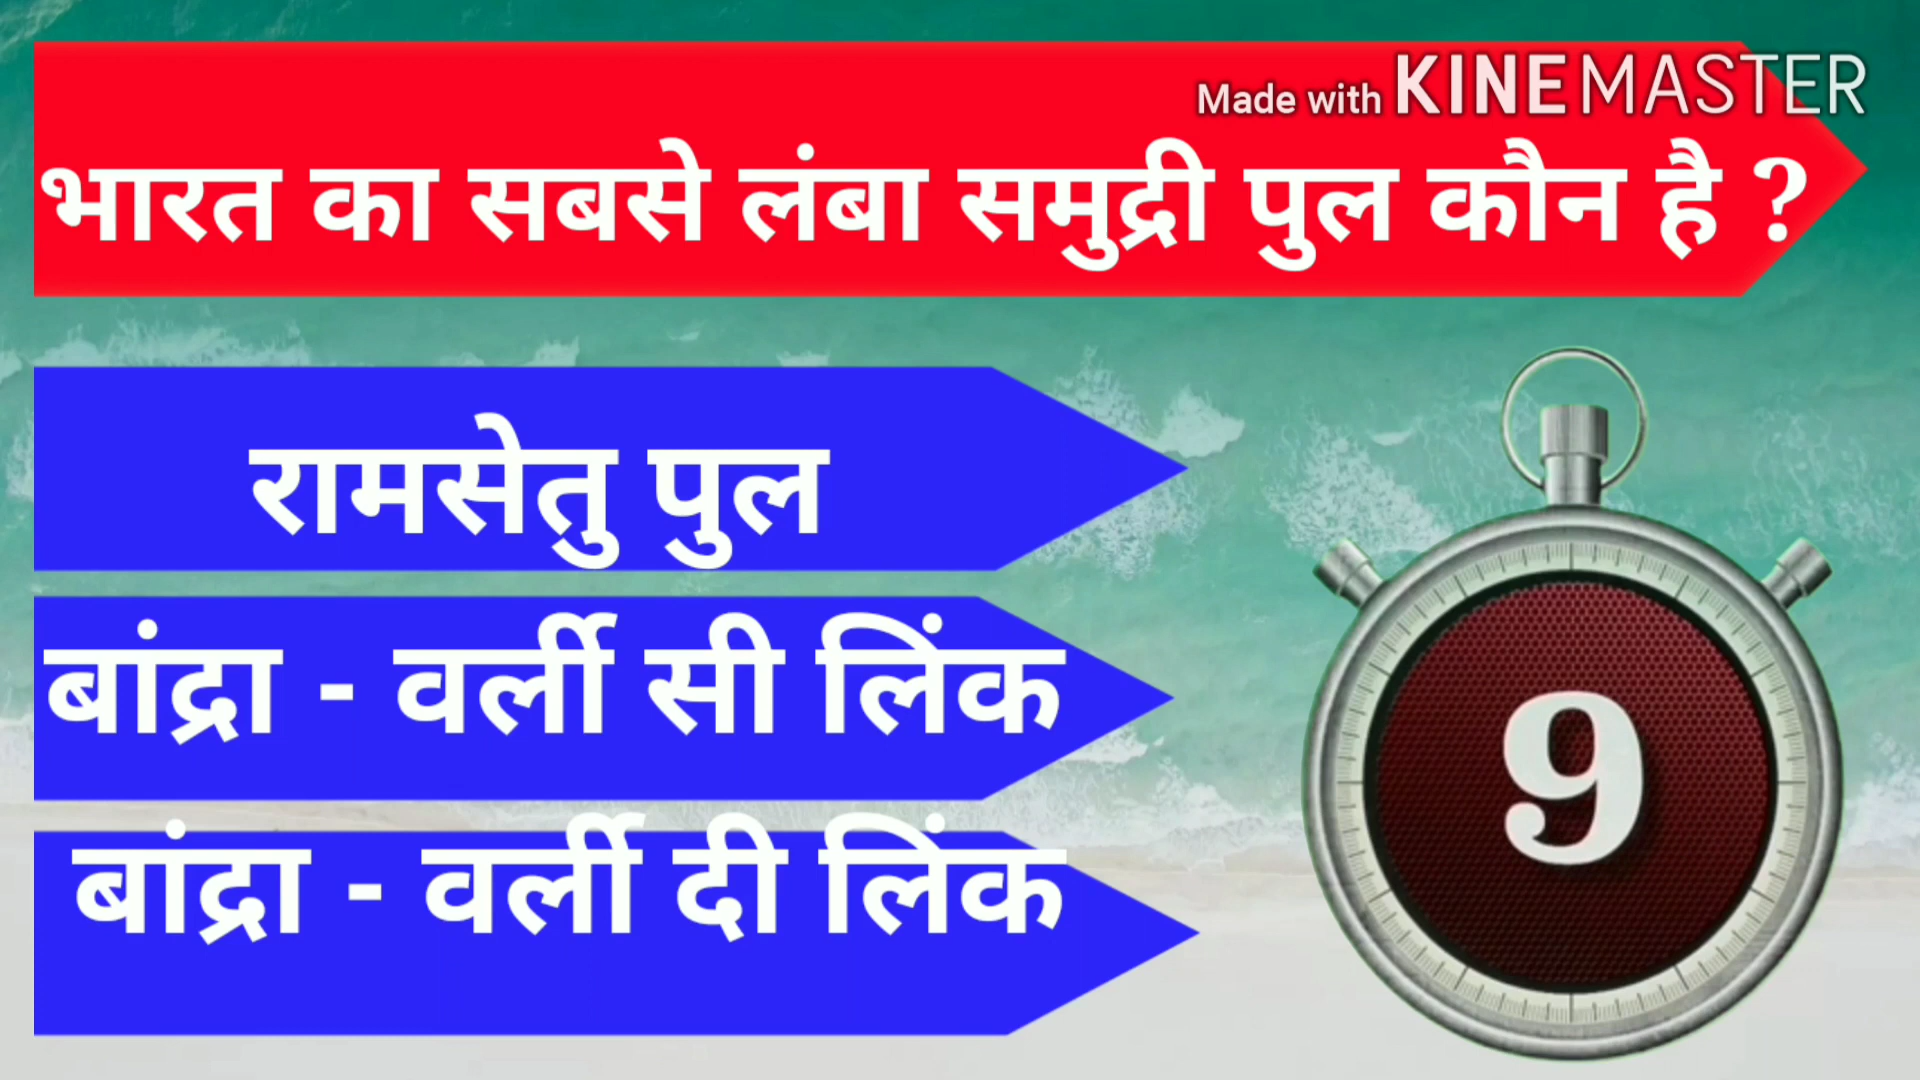 Made with KINEMASTER
भारत का सबसे लंबा समुद्री पुल कौन है ?
रामसेतु पुल
बांद्रा - वर्ली सी लिंक
बांद्रा - वर्ली दी लिंक
9